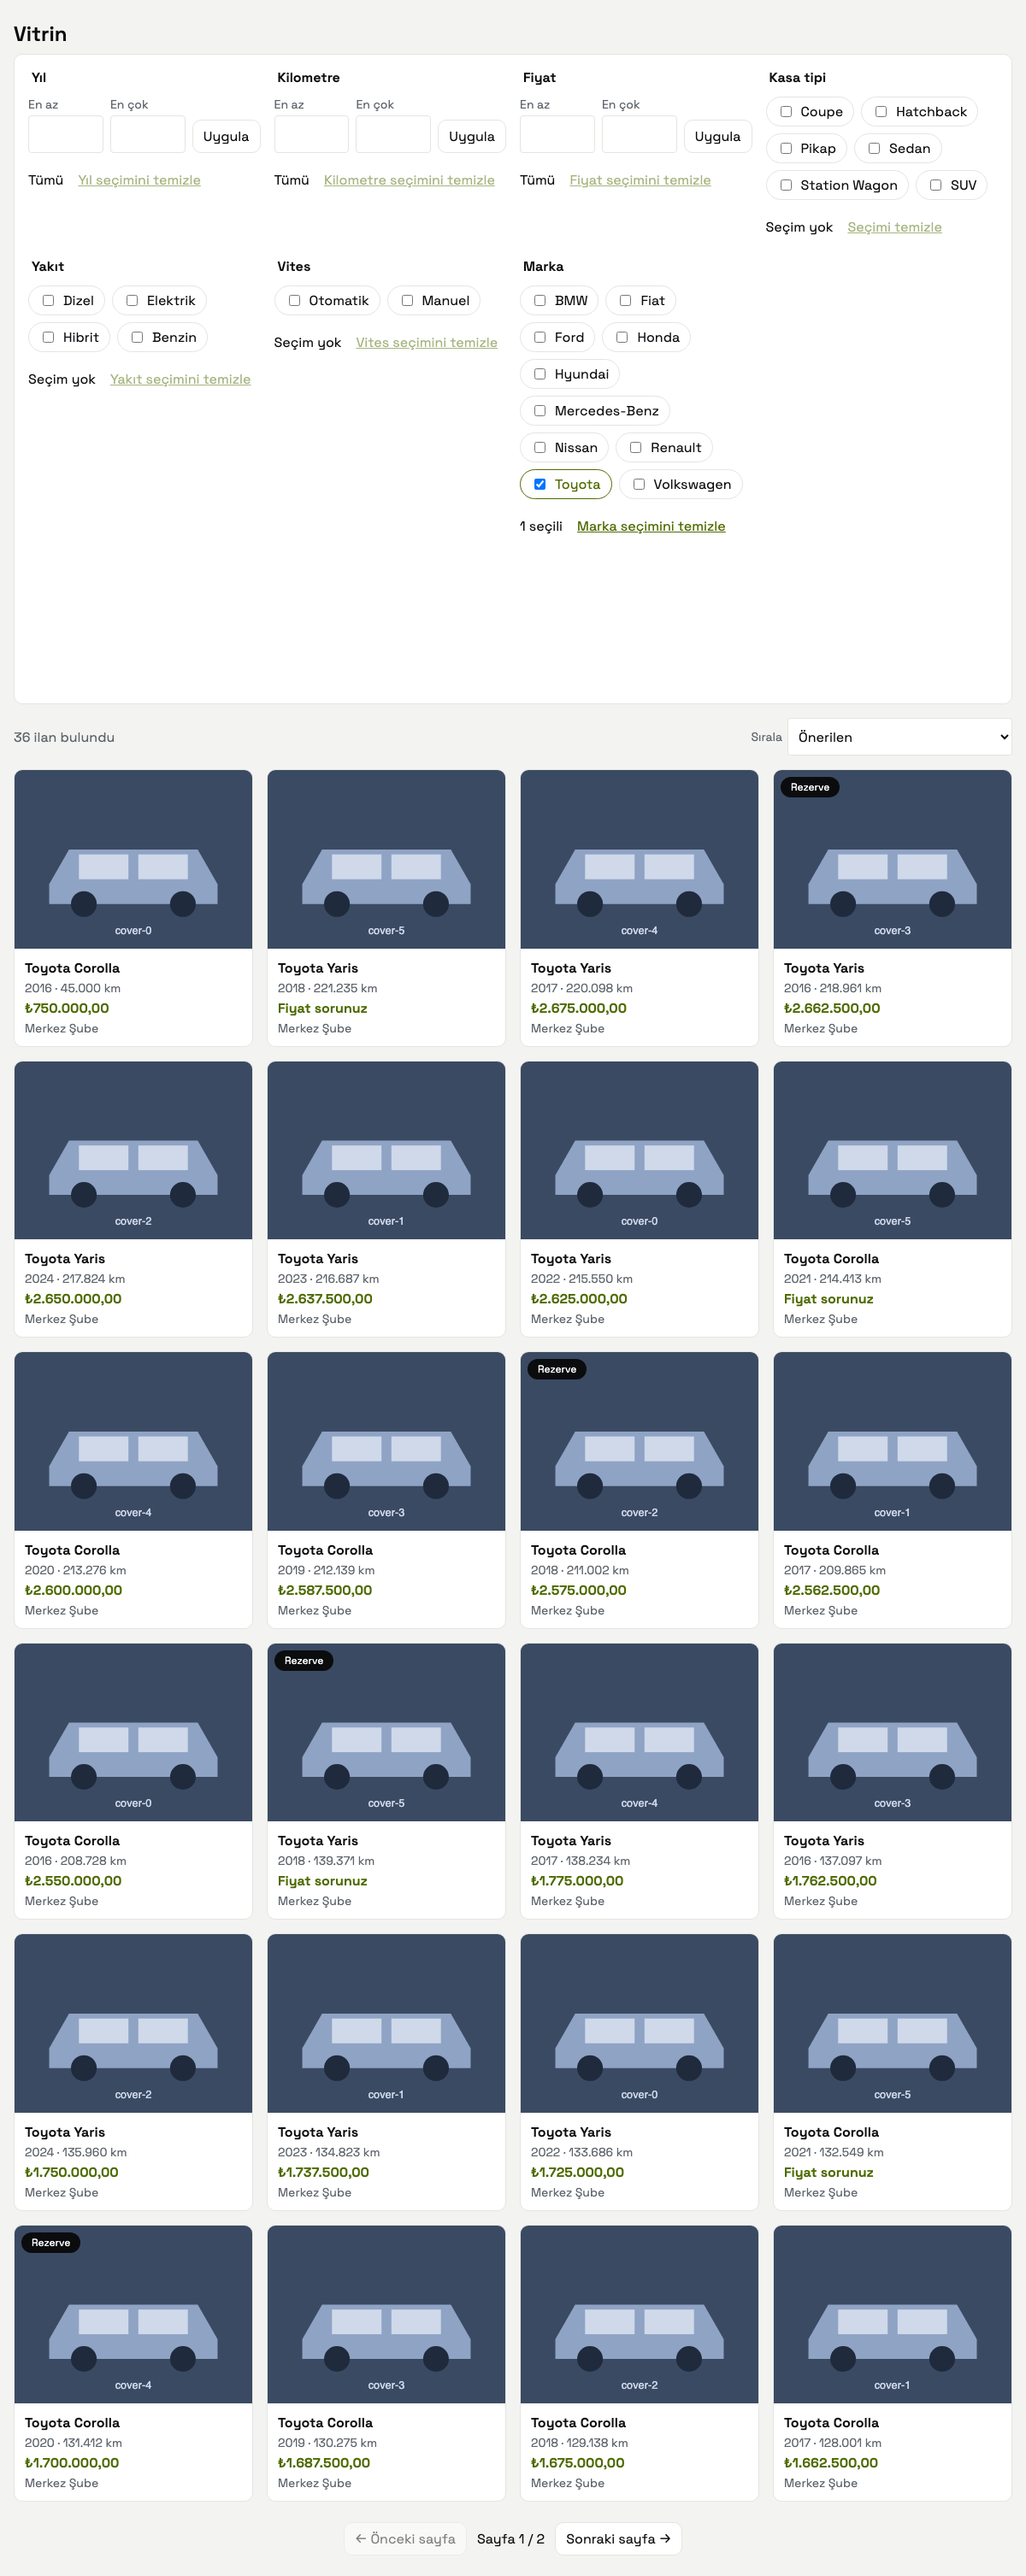 Vitrin
Yıl
En az En çok
Uygula
Tümü Yıl seçimini temizle
Kilometre
En az En çok
Uygula
Tümü Kilometre seçimini temizle
Fiyat
En az En çok
Uygula
Tümü Fiyat seçimini temizle
Kasa tipi
Coupe Hatchback
Pikap Sedan
Station Wagon SUV
Seçim yok Seçimi temizle
Yakıt
Dizel Elektrik
Hibrit Benzin
Seçim yok Yakıt seçimini temizle
Vites
Otomatik Manuel
Seçim yok Vites seçimini temizle
Marka
BMW Fiat
Ford Honda
Hyundai
Mercedes-Benz
Nissan Renault
Toyota Volkswagen
1 seçili Marka seçimini temizle
36 ilan bulundu
Sırala Önerilen
cover-0
Toyota Corolla
2016 · 45.000 km
₺750.000,00
Merkez Şube
cover-5
Toyota Yaris
2018 · 221.235 km
Fiyat sorunuz
Merkez Şube
cover-4
Toyota Yaris
2017 · 220.098 km
₺2.675.000,00
Merkez Şube
Rezerve
cover-3
Toyota Yaris
2016 · 218.961 km
₺2.662.500,00
Merkez Şube
cover-2
Toyota Yaris
2024 · 217.824 km
₺2.650.000,00
Merkez Şube
cover-1
Toyota Yaris
2023 · 216.687 km
₺2.637.500,00
Merkez Şube
cover-0
Toyota Yaris
2022 · 215.550 km
₺2.625.000,00
Merkez Şube
cover-5
Toyota Corolla
2021 · 214.413 km
Fiyat sorunuz
Merkez Şube
cover-4
Toyota Corolla
2020 · 213.276 km
₺2.600.000,00
Merkez Şube
cover-3
Toyota Corolla
2019 · 212.139 km
₺2.587.500,00
Merkez Şube
Rezerve
cover-2
Toyota Corolla
2018 · 211.002 km
₺2.575.000,00
Merkez Şube
cover-1
Toyota Corolla
2017 · 209.865 km
₺2.562.500,00
Merkez Şube
cover-0
Toyota Corolla
2016 · 208.728 km
₺2.550.000,00
Merkez Şube
Rezerve
cover-5
Toyota Yaris
2018 · 139.371 km
Fiyat sorunuz
Merkez Şube
cover-4
Toyota Yaris
2017 · 138.234 km
₺1.775.000,00
Merkez Şube
cover-3
Toyota Yaris
2016 · 137.097 km
₺1.762.500,00
Merkez Şube
cover-2
Toyota Yaris
2024 · 135.960 km
₺1.750.000,00
Merkez Şube
cover-1
Toyota Yaris
2023 · 134.823 km
₺1.737.500,00
Merkez Şube
cover-0
Toyota Yaris
2022 · 133.686 km
₺1.725.000,00
Merkez Şube
cover-5
Toyota Corolla
2021 · 132.549 km
Fiyat sorunuz
Merkez Şube
Rezerve
cover-4
Toyota Corolla
2020 · 131.412 km
₺1.700.000,00
Merkez Şube
cover-3
Toyota Corolla
2019 · 130.275 km
₺1.687.500,00
Merkez Şube
cover-2
Toyota Corolla
2018 · 129.138 km
₺1.675.000,00
Merkez Şube
cover-1
Toyota Corolla
2017 · 128.001 km
₺1.662.500,00
Merkez Şube
← Önceki sayfa Sayfa 1 / 2 Sonraki sayfa →